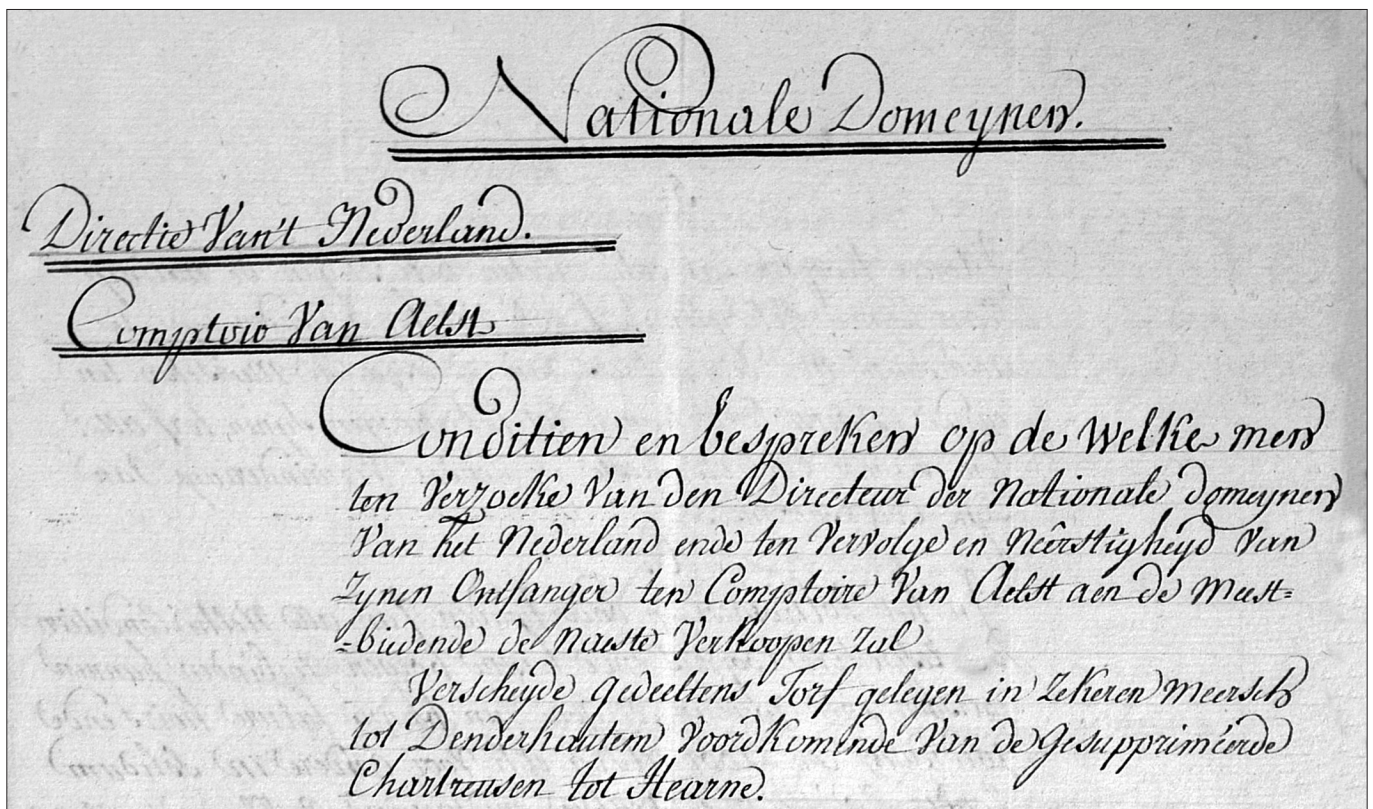 Nationale Domeynen.
Directie Van't Nederland.
Comptoir Van Aelst
Conditien en bespreken op de Welke men
ten Verzoeke Van den Directeur der Nationale domeynen
Van het Nederland ende ten Vervolge en Neêrstigheyd Van
Zynen Ontfanger ten Comptoire Van Aelst aen de Meest=
=biedende de Naeste Verkoopen zal
Verscheyde gedeeltens Torf gelegen in zekeren Meersch
tot Denderhautem Voordkomende Van de gesupprimeérde
Chartreusen tot Hearne.